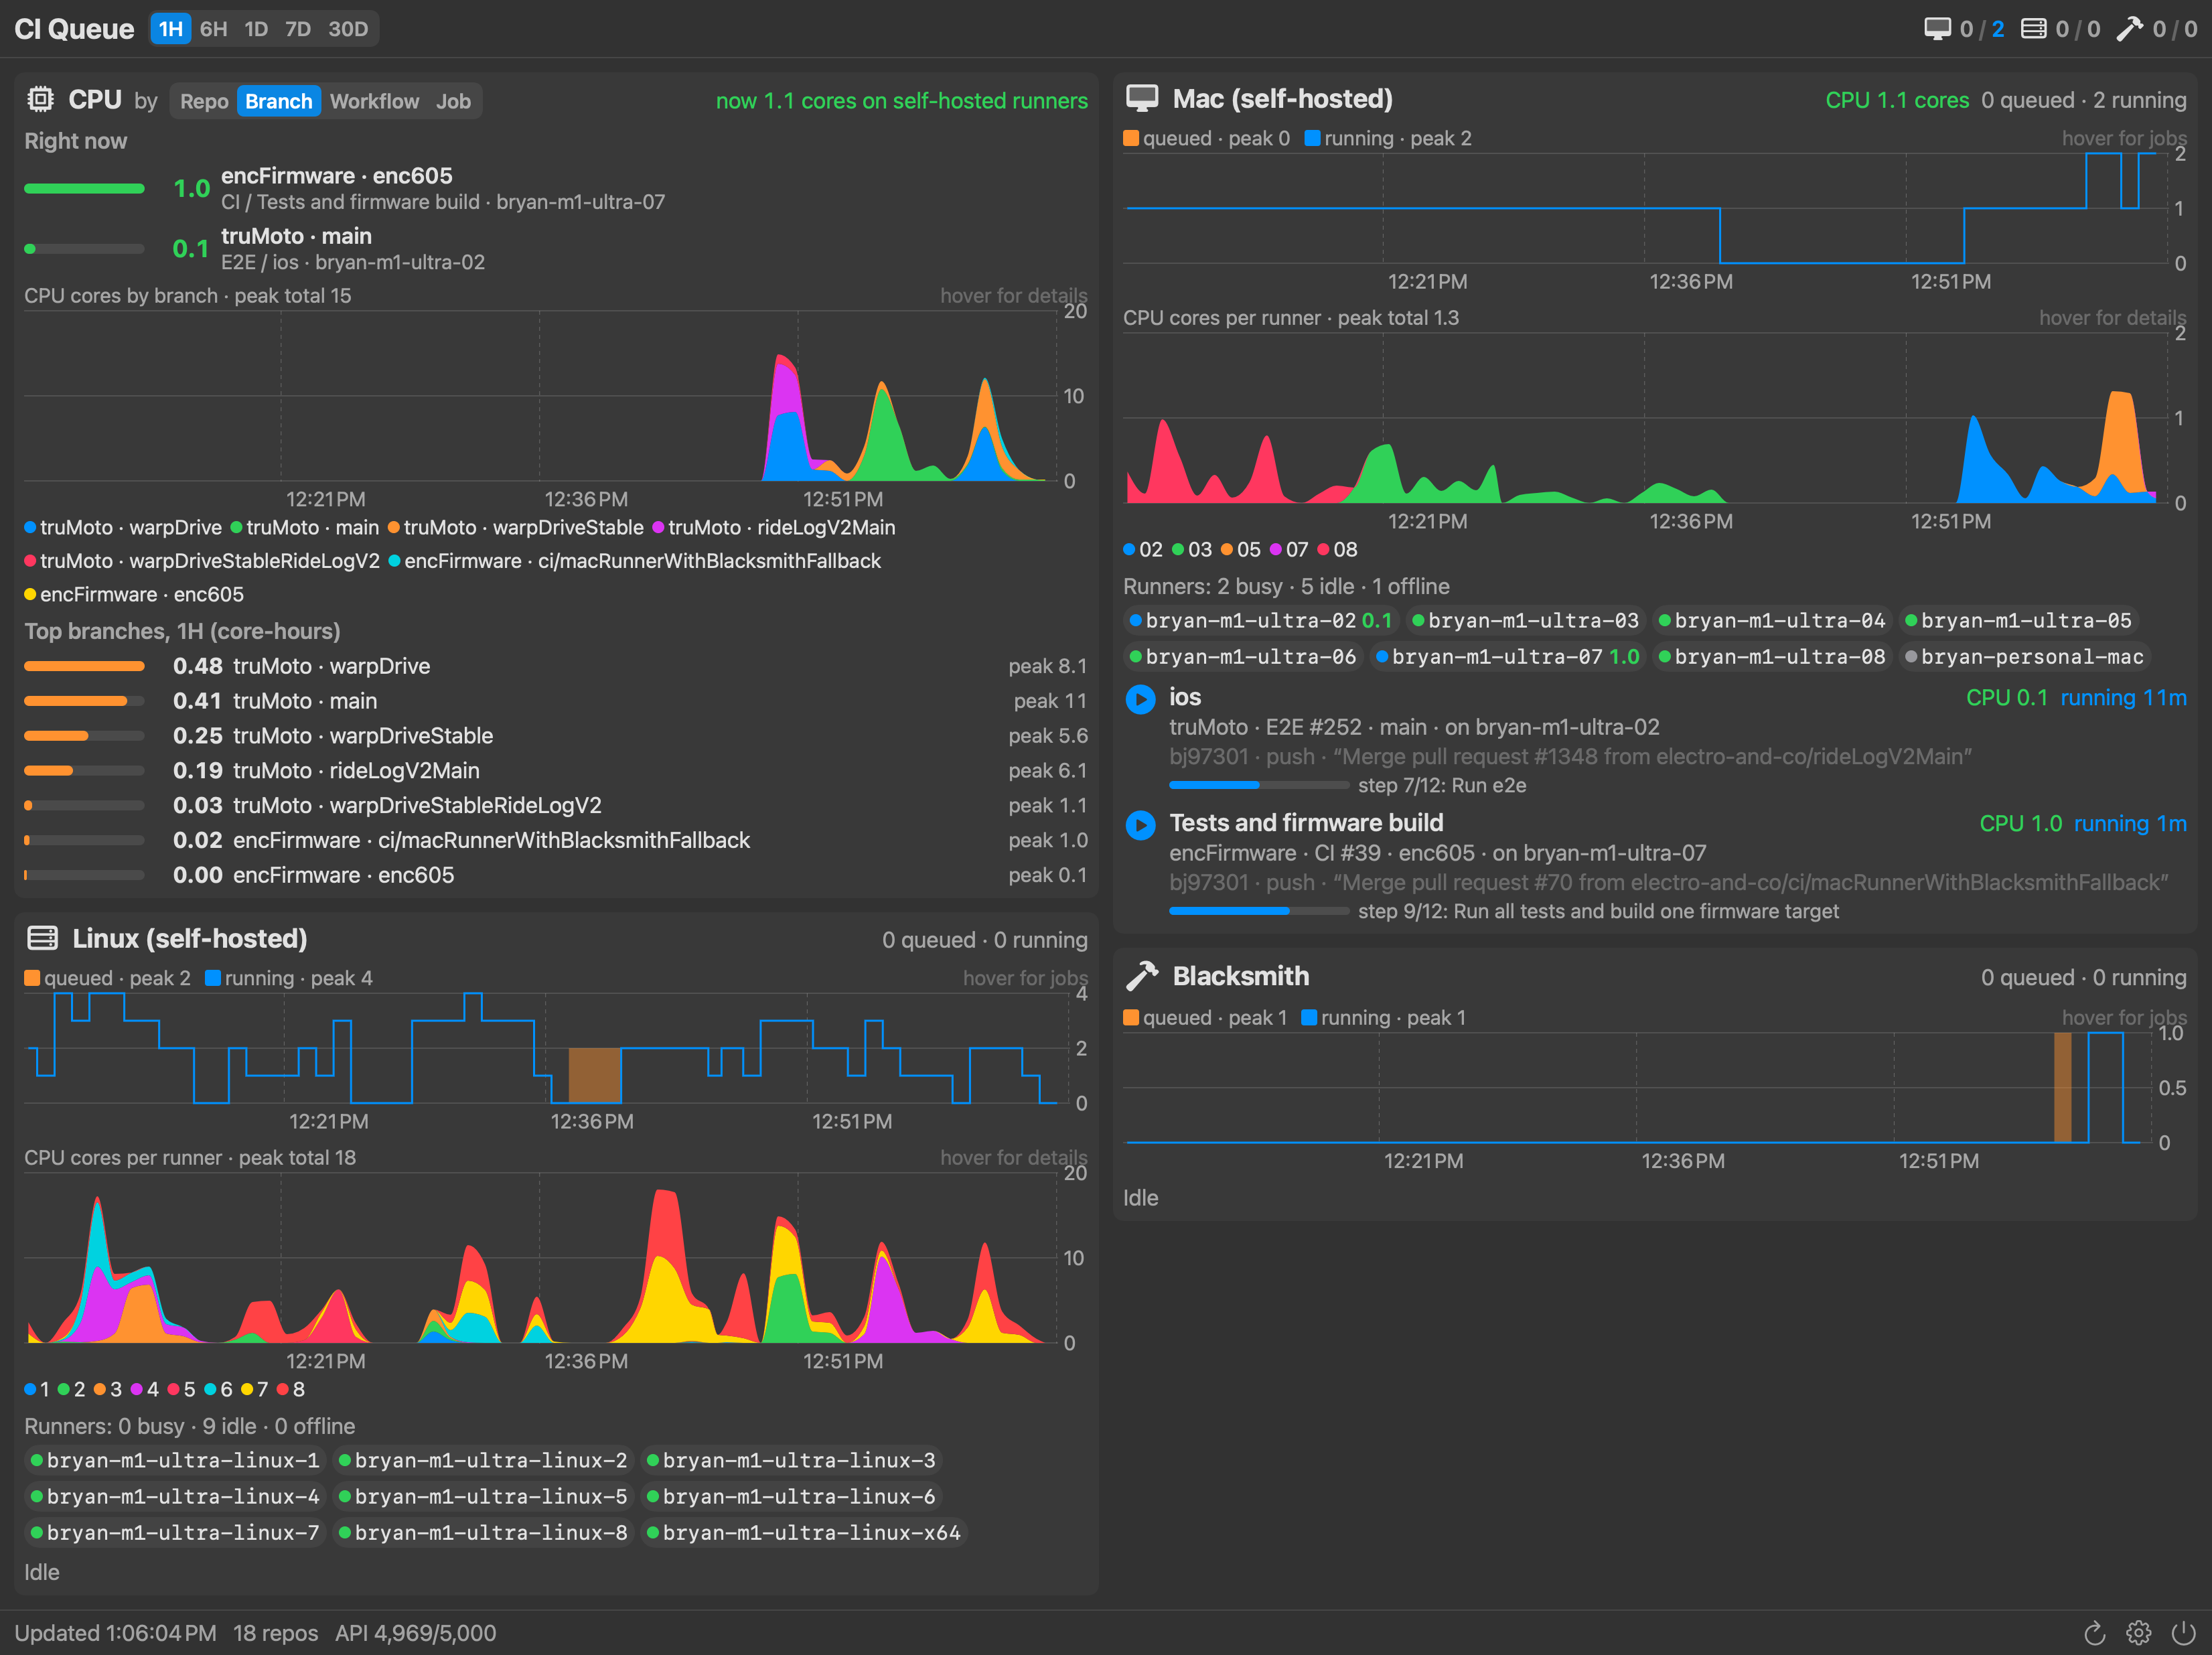 CI Queue 1H 6H 1D 7D 30D
0 / 2 0 / 0 0 / 0
CPU by Repo Branch Workflow Job now 1.1 cores on self-hosted runners
Right now
1.0 encFirmware · enc605
CI / Tests and firmware build · bryan-m1-ultra-07
0.1 truMoto · main
E2E / ios · bryan-m1-ultra-02
CPU cores by branch · peak total 15 hover for details
20
10
0
12:21 PM 12:36 PM 12:51 PM
truMoto · warpDrive truMoto · main truMoto · warpDriveStable truMoto · rideLogV2Main
truMoto · warpDriveStableRideLogV2 encFirmware · ci/macRunnerWithBlacksmithFallback
encFirmware · enc605
Top branches, 1H (core-hours)
0.48 truMoto · warpDrive peak 8.1
0.41 truMoto · main peak 11
0.25 truMoto · warpDriveStable peak 5.6
0.19 truMoto · rideLogV2Main peak 6.1
0.03 truMoto · warpDriveStableRideLogV2 peak 1.1
0.02 encFirmware · ci/macRunnerWithBlacksmithFallback peak 1.0
0.00 encFirmware · enc605 peak 0.1
Linux (self-hosted) 0 queued · 0 running
queued · peak 2 running · peak 4 hover for jobs
4
2
0
12:21 PM 12:36 PM 12:51 PM
CPU cores per runner · peak total 18 hover for details
20
10
0
12:21 PM 12:36 PM 12:51 PM
1 2 3 4 5 6 7 8
Runners: 0 busy · 9 idle · 0 offline
bryan-m1-ultra-linux-1 bryan-m1-ultra-linux-2 bryan-m1-ultra-linux-3
bryan-m1-ultra-linux-4 bryan-m1-ultra-linux-5 bryan-m1-ultra-linux-6
bryan-m1-ultra-linux-7 bryan-m1-ultra-linux-8 bryan-m1-ultra-linux-x64
Idle
Mac (self-hosted) CPU 1.1 cores 0 queued · 2 running
queued · peak 0 running · peak 2 hover for jobs
2
1
0
12:21 PM 12:36 PM 12:51 PM
CPU cores per runner · peak total 1.3 hover for details
2
1
0
12:21 PM 12:36 PM 12:51 PM
02 03 05 07 08
Runners: 2 busy · 5 idle · 1 offline
bryan-m1-ultra-02 0.1 bryan-m1-ultra-03 bryan-m1-ultra-04 bryan-m1-ultra-05
bryan-m1-ultra-06 bryan-m1-ultra-07 1.0 bryan-m1-ultra-08 bryan-personal-mac
ios CPU 0.1 running 11m
truMoto · E2E #252 · main · on bryan-m1-ultra-02
bj97301 · push · “Merge pull request #1348 from electro-and-co/rideLogV2Main”
step 7/12: Run e2e
Tests and firmware build CPU 1.0 running 1m
encFirmware · CI #39 · enc605 · on bryan-m1-ultra-07
bj97301 · push · “Merge pull request #70 from electro-and-co/ci/macRunnerWithBlacksmithFallback”
step 9/12: Run all tests and build one firmware target
Blacksmith 0 queued · 0 running
queued · peak 1 running · peak 1 hover for jobs
1.0
0.5
0
12:21 PM 12:36 PM 12:51 PM
Idle
Updated 1:06:04 PM 18 repos API 4,969/5,000